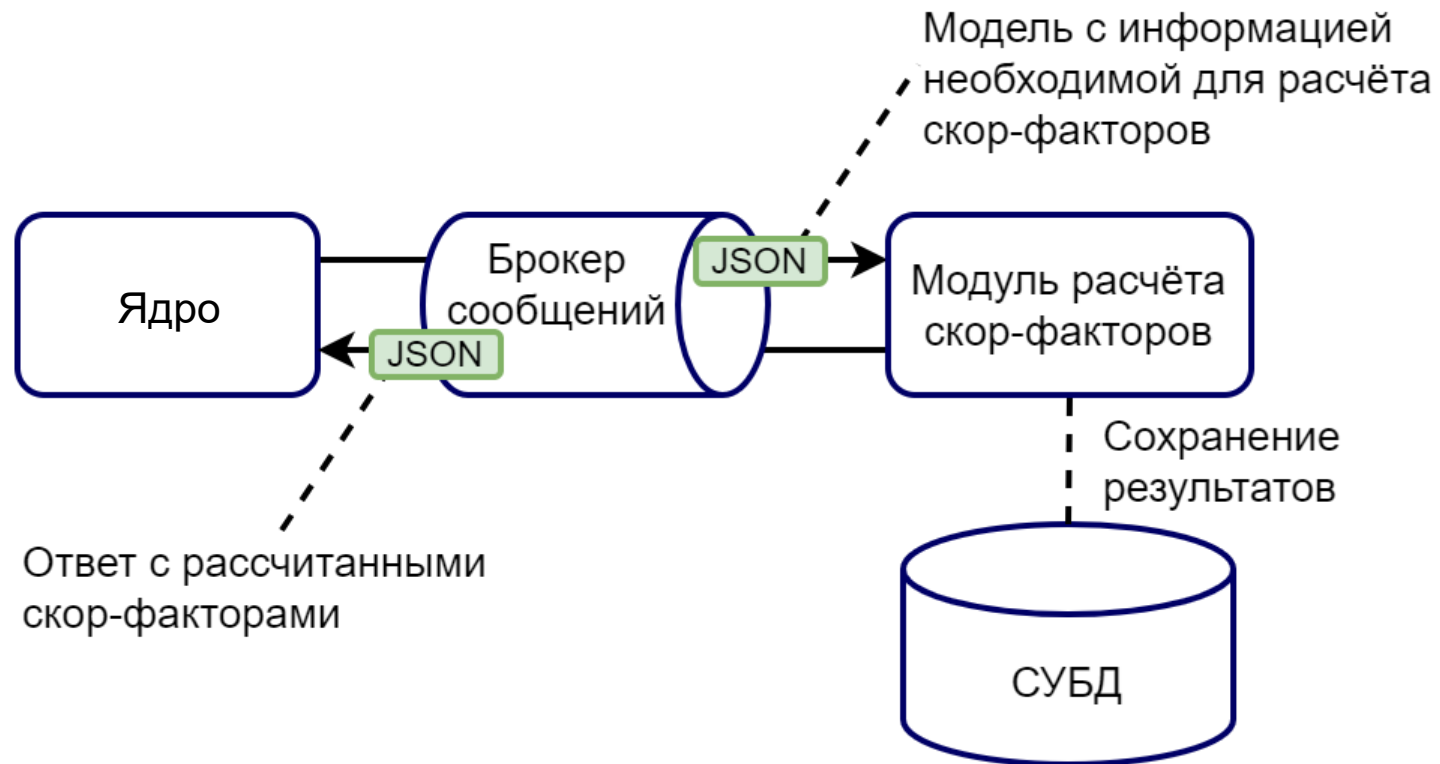 Модель с информацией
необходимой для расчёта
скор-факторов
Ядро
Брокер
сообщений
JSON
JSON
Модуль расчёта
скор-факторов
Сохранение
результатов
Ответ с рассчитанными
скор-факторами
СУБД